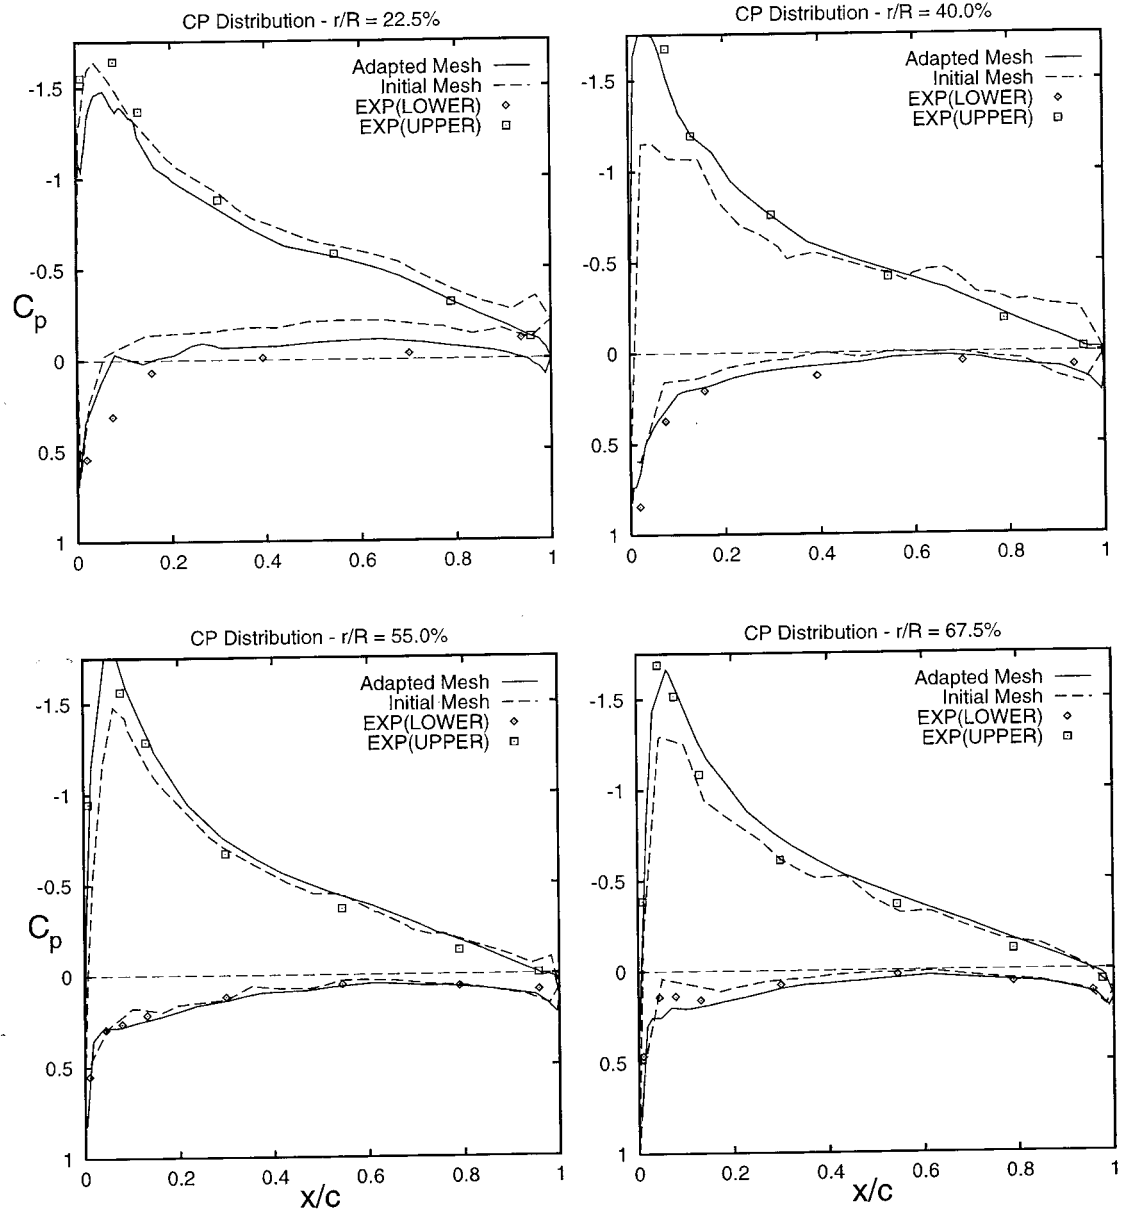 CP Distribution - r/R = 22.5%
Adapted Mesh
Initial Mesh
EXP(LOWER)
EXP(UPPER)
-1.5
-1
-0.5
0
0.5
1
Cp
0 0.2 0.4 0.6 0.8 1
CP Distribution - r/R = 40.0%
Adapted Mesh
Initial Mesh
EXP(LOWER)
EXP(UPPER)
-1.5
-1
-0.5
0
0.5
1
0 0.2 0.4 0.6 0.8 1
CP Distribution - r/R = 55.0%
Adapted Mesh
Initial Mesh
EXP(LOWER)
EXP(UPPER)
-1.5
-1
-0.5
0
0.5
1
Cp
0 0.2 0.4 0.6 0.8 1
x/c
CP Distribution - r/R = 67.5%
Adapted Mesh
Initial Mesh
EXP(LOWER)
EXP(UPPER)
-1.5
-1
-0.5
0
0.5
1
0 0.2 0.4 0.6 0.8 1
x/c